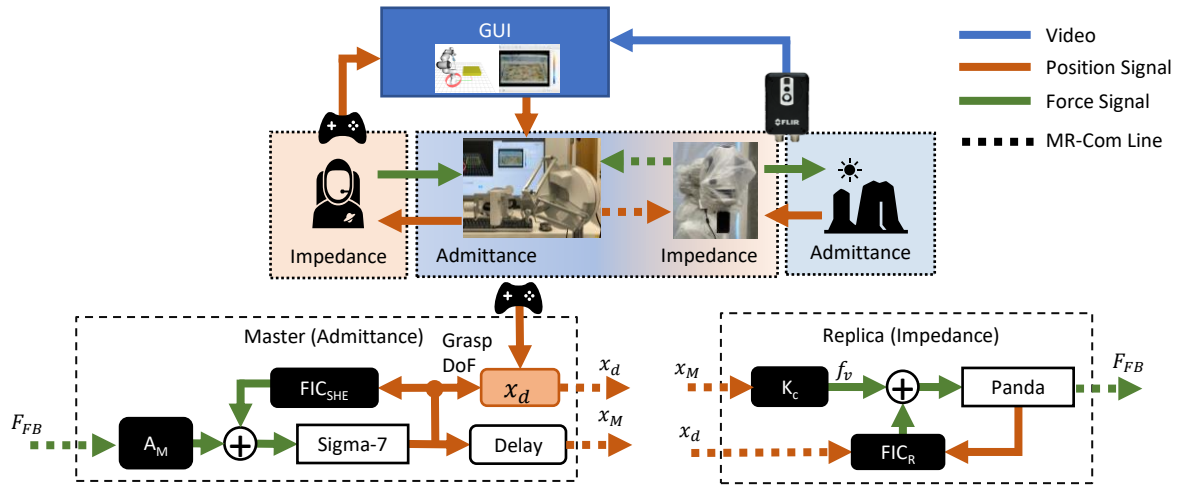 GUI
Video
Position Signal
Force Signal
MR-Com Line
FLIR
Impedance
Admittance
Impedance
Admittance
Master (Admittance)
Grasp
DoF
x_d
FIC_SHE
x_d
x_M
F_FB
A_M
Sigma-7
Delay
Replica (Impedance)
x_M
K_c
f_v
Panda
F_FB
x_d
FIC_R